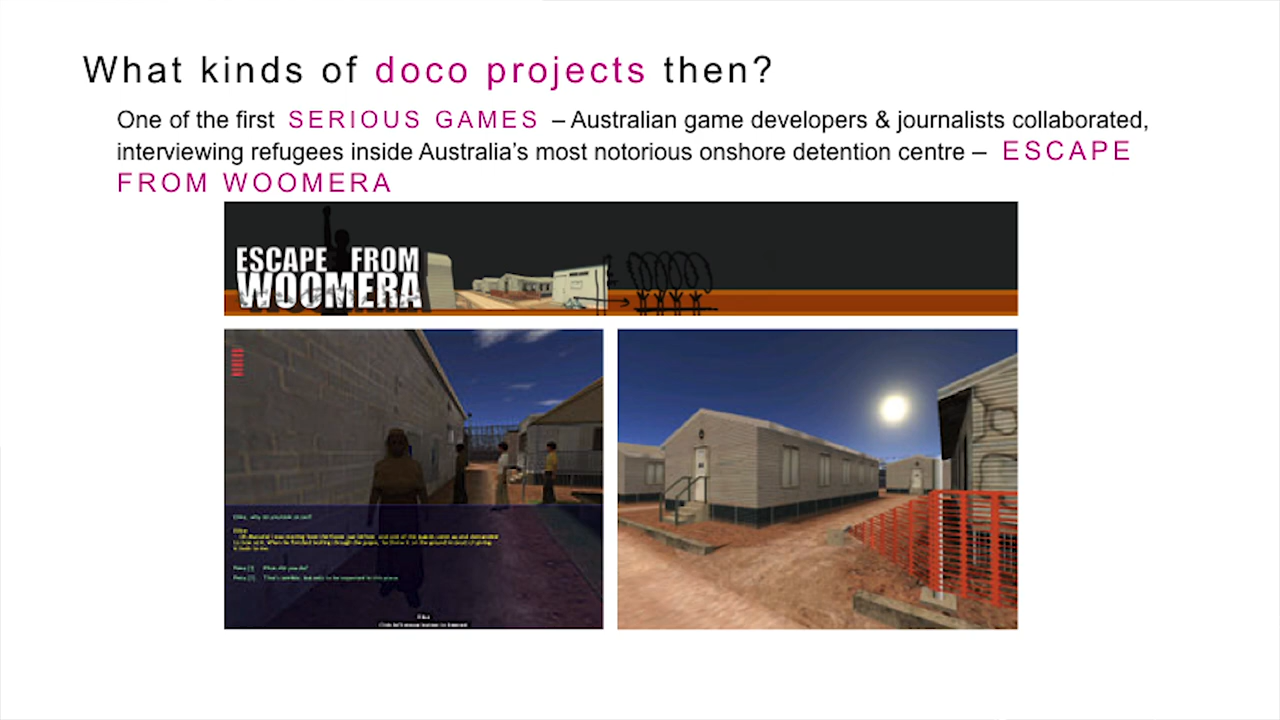 What kinds of doco projects then?
One of the first SERIOUS GAMES – Australian game developers & journalists collaborated,
interviewing refugees inside Australia’s most notorious onshore detention centre – ESCAPE
FROM WOOMERA
ESCAPE FROM
WOOMERA